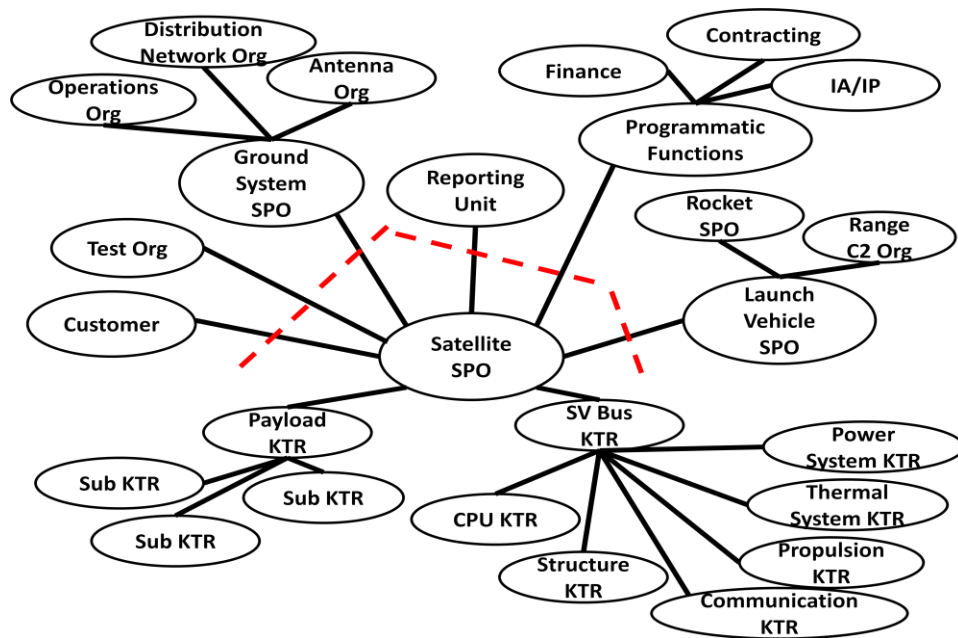 Distribution
Network Org
Antenna
Org
Operations
Org
Ground
System
SPO
Contracting
Finance
IA/IP
Programmatic
Functions
Reporting
Unit
Rocket
SPO
Range
C2 Org
Launch
Vehicle
SPO
Test Org
Customer
Satellite
SPO
Payload
KTR
Sub KTR
Sub KTR
Sub KTR
SV Bus
KTR
CPU KTR
Structure
KTR
Power
System KTR
Thermal
System KTR
Propulsion
KTR
Communication
KTR